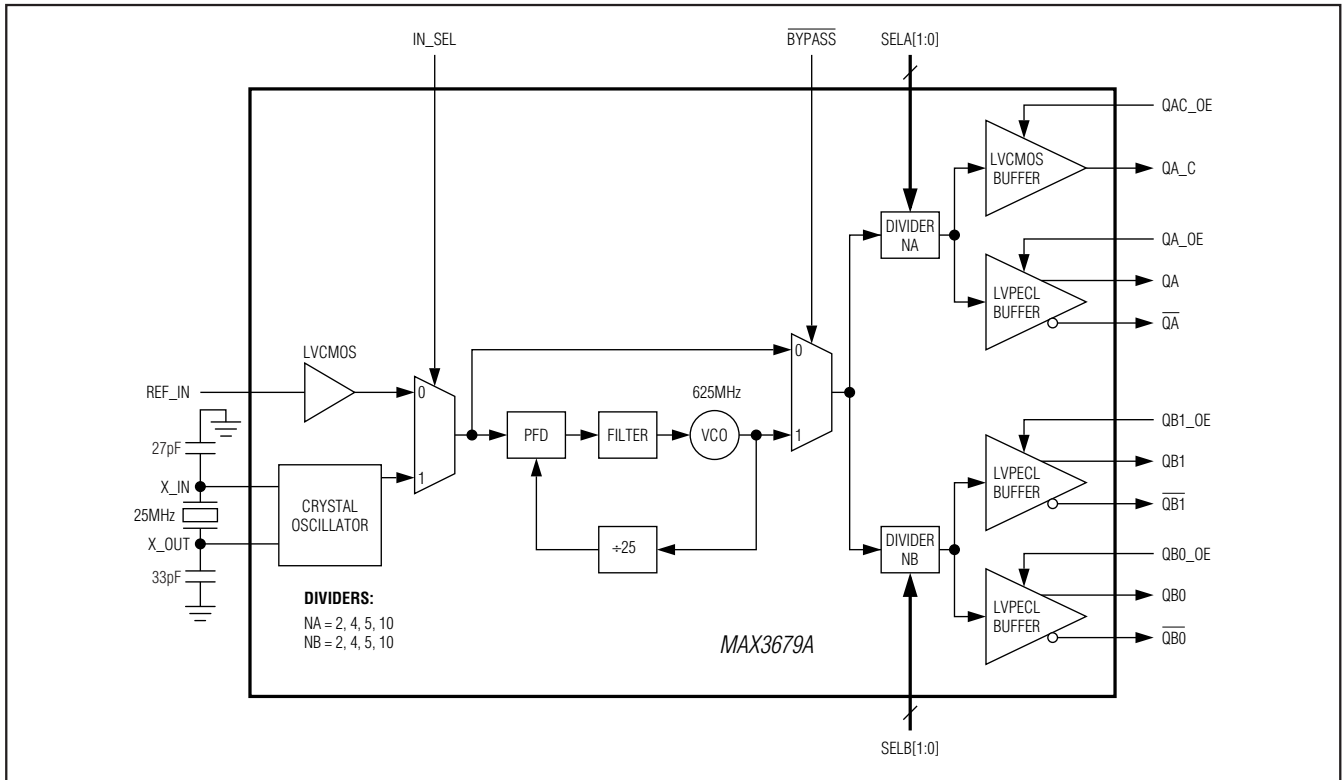 IN_SEL
BYPASS
SELA[1:0]
QAC_OE
LVCMOS
BUFFER
QA_C
DIVIDER
NA
QA_OE
LVPECL
BUFFER
QA
QA
LVCMOS
REF_IN
0
1
27pF
X_IN
25MHz
X_OUT
33pF
CRYSTAL
OSCILLATOR
PFD
FILTER
625MHz
VCO
÷25
0
1
QB1_OE
LVPECL
BUFFER
QB1
QB1
DIVIDER
NB
QB0_OE
LVPECL
BUFFER
QB0
QB0
DIVIDERS:
NA = 2, 4, 5, 10
NB = 2, 4, 5, 10
MAX3679A
SELB[1:0]